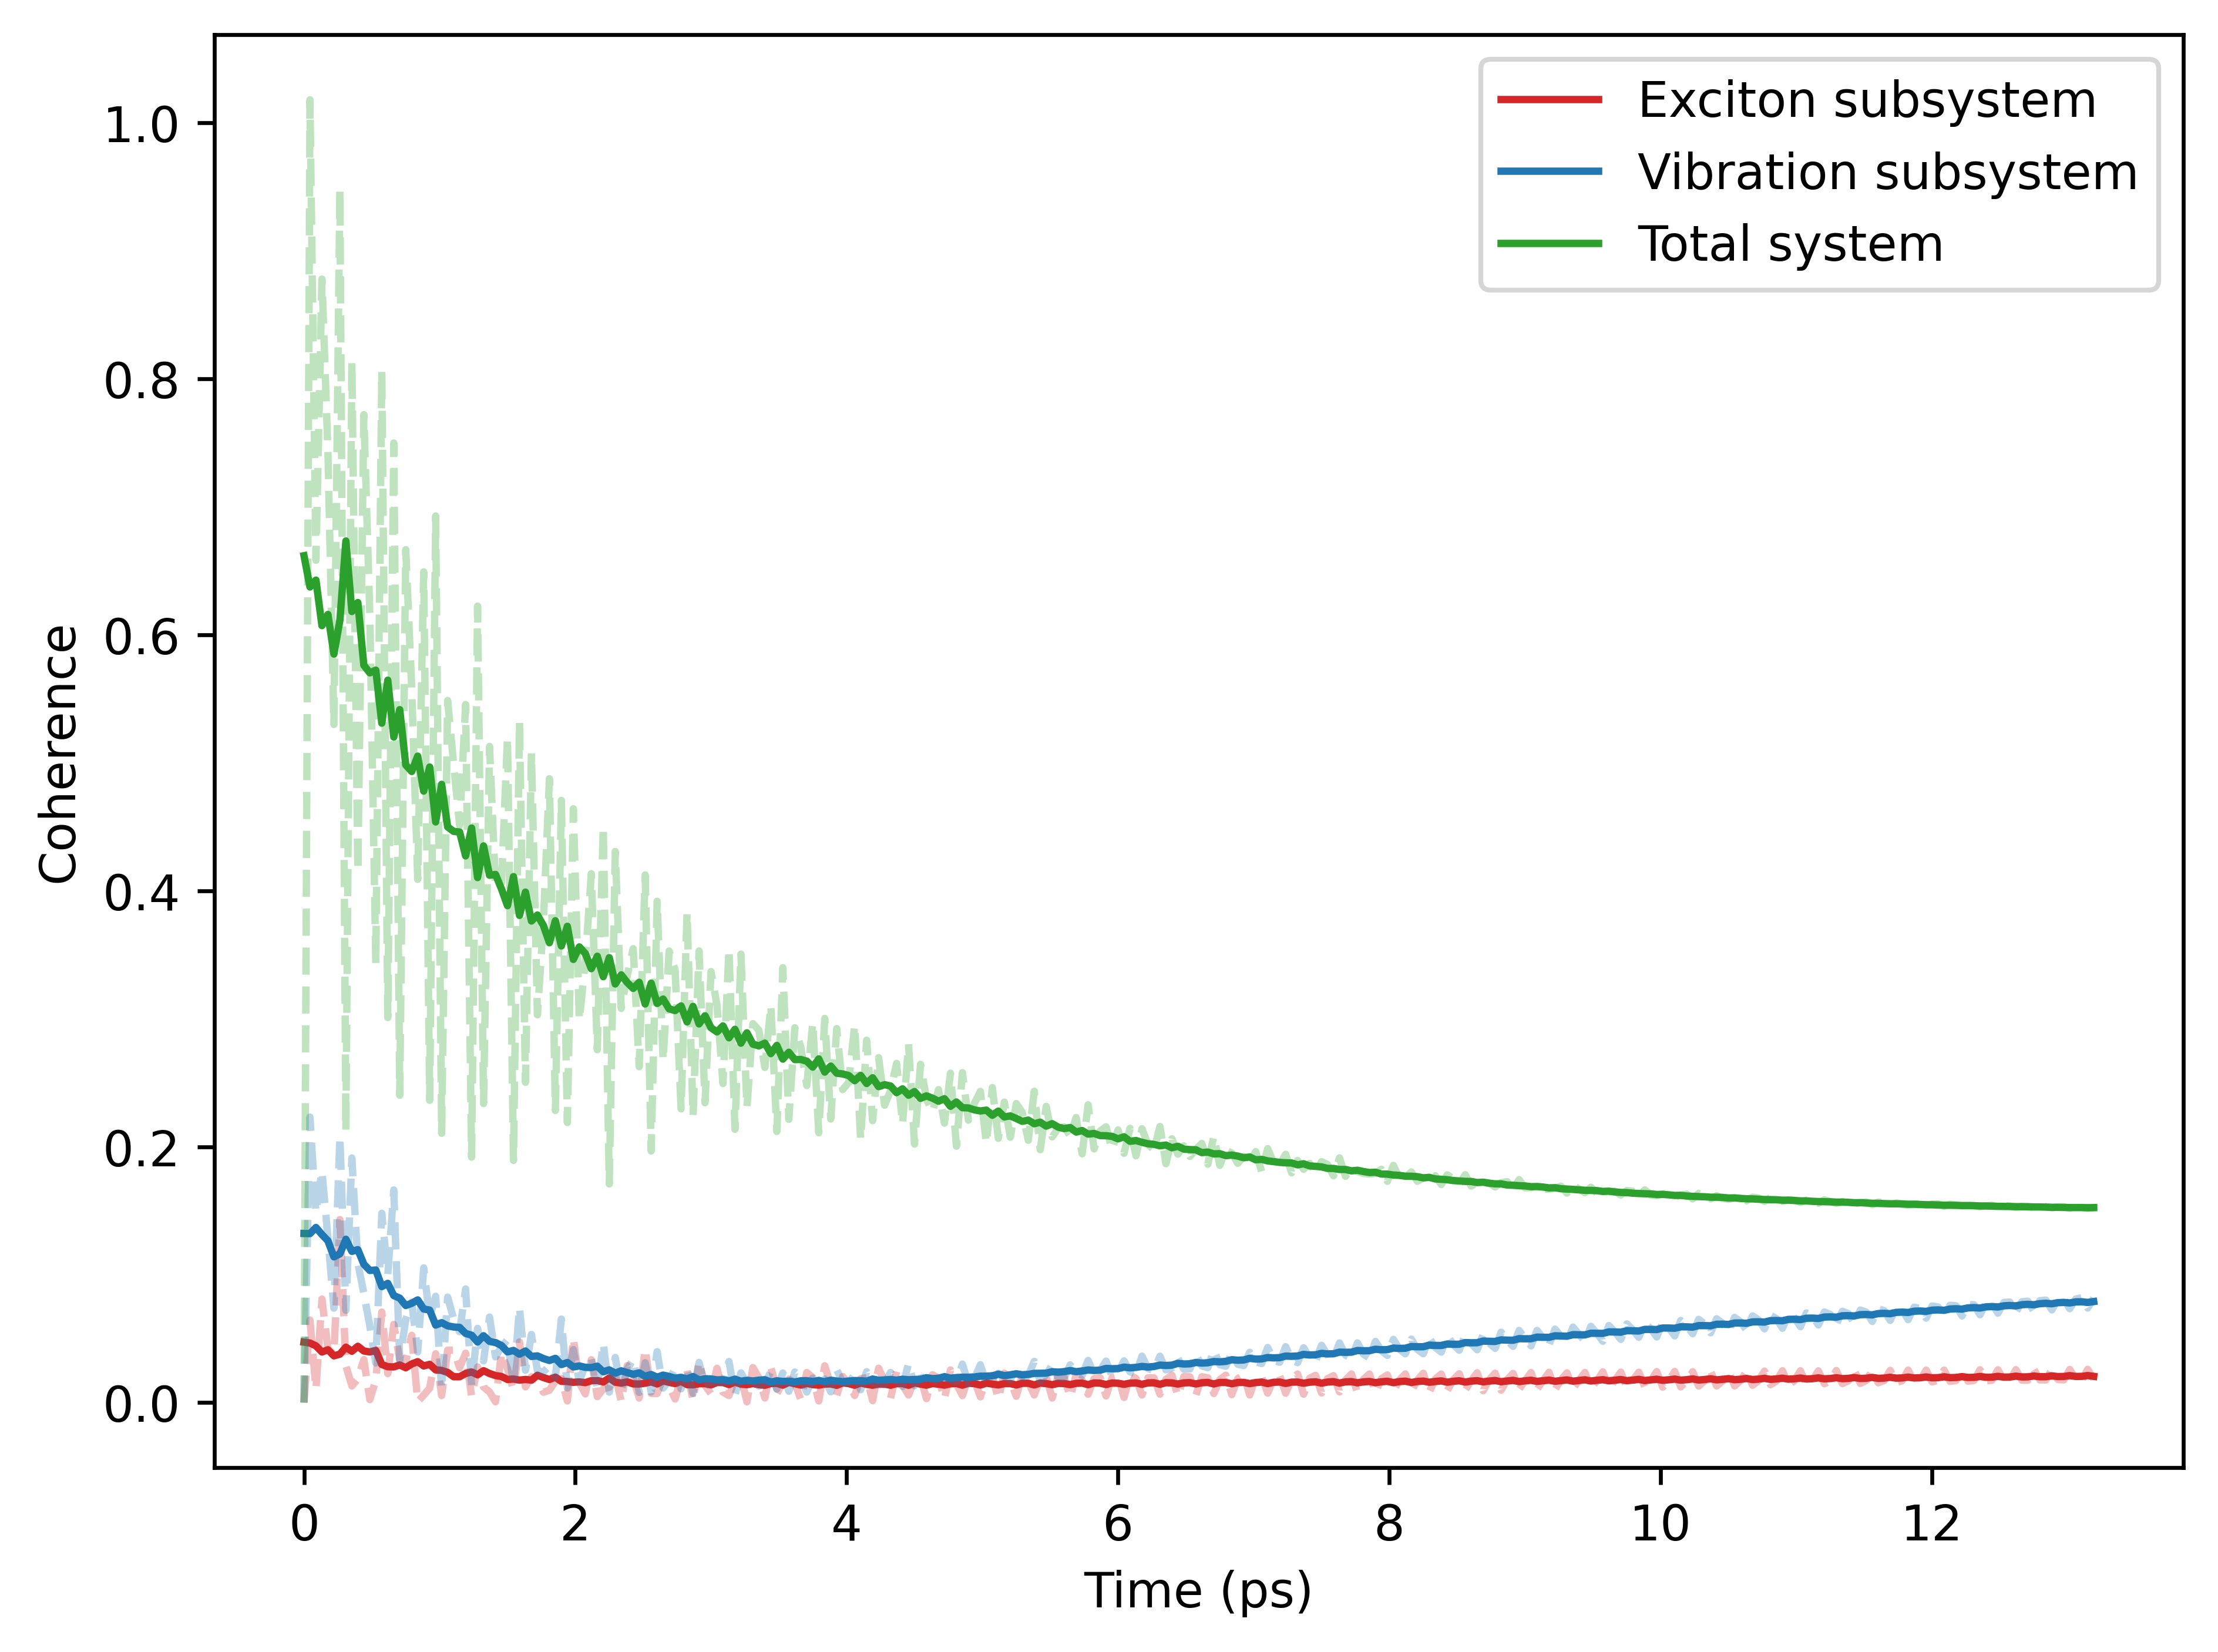 Exciton subsystem
Vibration subsystem
Total system
1.0
0.8
0.6
0.4
0.2
0.0
Coherence
0 2 4 6 8 10 12
Time (ps)